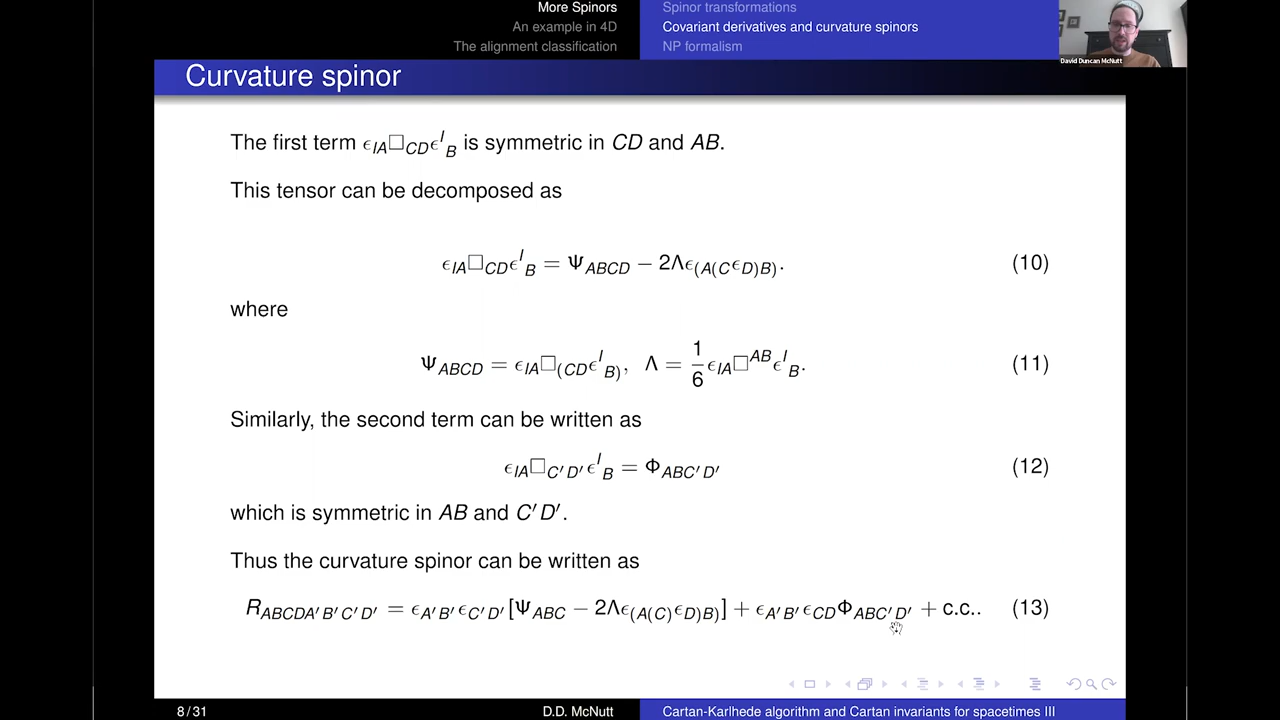 More Spinors
An example in 4D
The alignment classification
Spinor transformations
Covariant derivatives and curvature spinors
NP formalism
David Duncan McNutt
Curvature spinor
The first term ϵ_{IA}□_{CD}ϵ^I_B is symmetric in CD and AB.
This tensor can be decomposed as
ϵ_{IA}□_{CD}ϵ^I_B = Ψ_{ABCD} − 2Λϵ_{(A(C}ϵ_{D)B)}. (10)
where
Ψ_{ABCD} = ϵ_{IA}□_{(CD}ϵ^I_{B)}, Λ = 1/6 ϵ_{IA}□^{AB}ϵ^I_B. (11)
Similarly, the second term can be written as
ϵ_{IA}□_{C′D′}ϵ^I_B = Φ_{ABC′D′} (12)
which is symmetric in AB and C′D′.
Thus the curvature spinor can be written as
R_{ABCDA′B′C′D′} = ϵ_{A′B′}ϵ_{C′D′}[Ψ_{ABC} − 2Λϵ_{(A(C)}ϵ_{D)B)}] + ϵ_{A′B′}ϵ_{CD}Φ_{ABC′D′} + c.c.. (13)
8 / 31
D.D. McNutt
Cartan-Karlhede algorithm and Cartan invariants for spacetimes III